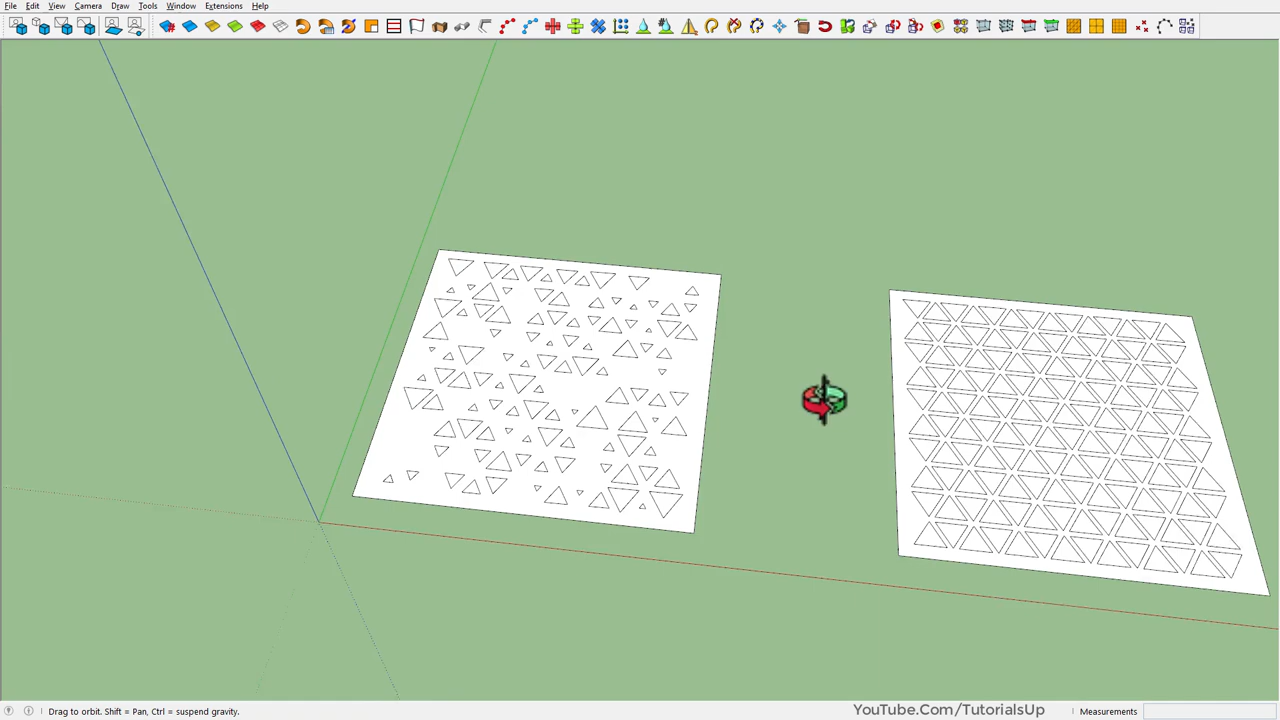 File Edit View Camera Draw Tools Window Extensions Help
Drag to orbit. Shift = Pan, Ctrl = suspend gravity.
YouTube.Com/TutorialsUp
Measurements